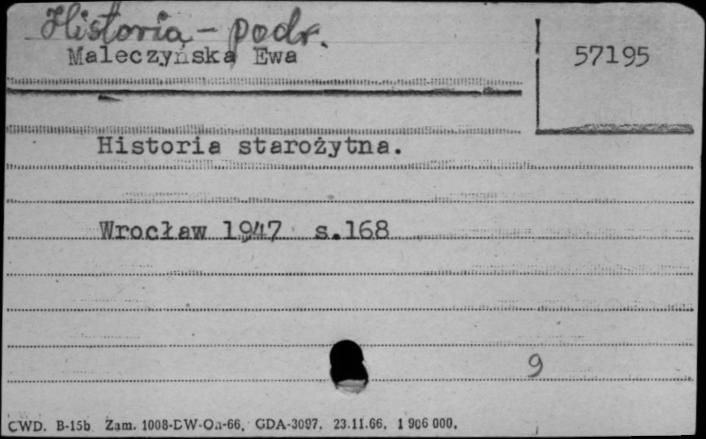 Historia - podr.
Maleczyńska Ewa
57195
Historia starożytna.
Wrocław 1947 s.168
9
CWD. B-15b Zam. 1008-DW-Oa-66, GDA-3097, 23.11.66. 1 906 000.